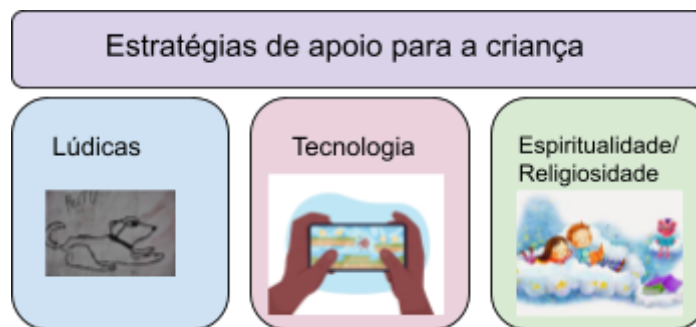 Estratégias de apoio para a criança
Lúdicas
Tecnologia
Espiritualidade/
Religiosidade